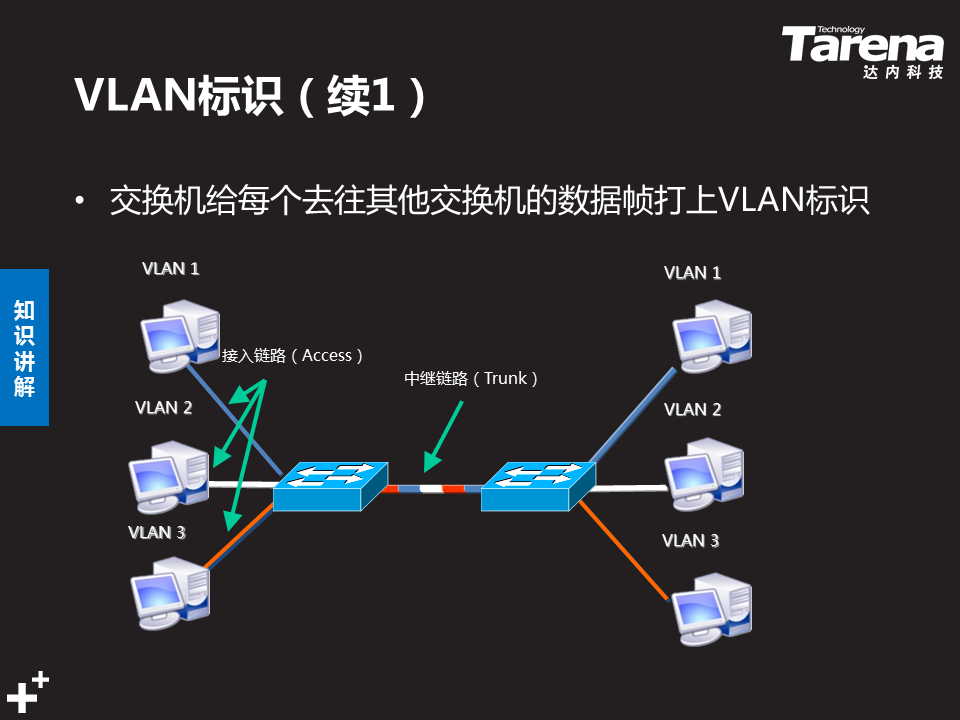 Technology
Tarena
达内科技
VLAN标识（续1）
• 交换机给每个去往其他交换机的数据帧打上VLAN标识
知识讲解
VLAN 1
VLAN 1
接入链路（Access）
中继链路（Trunk）
VLAN 2
VLAN 2
VLAN 3
VLAN 3